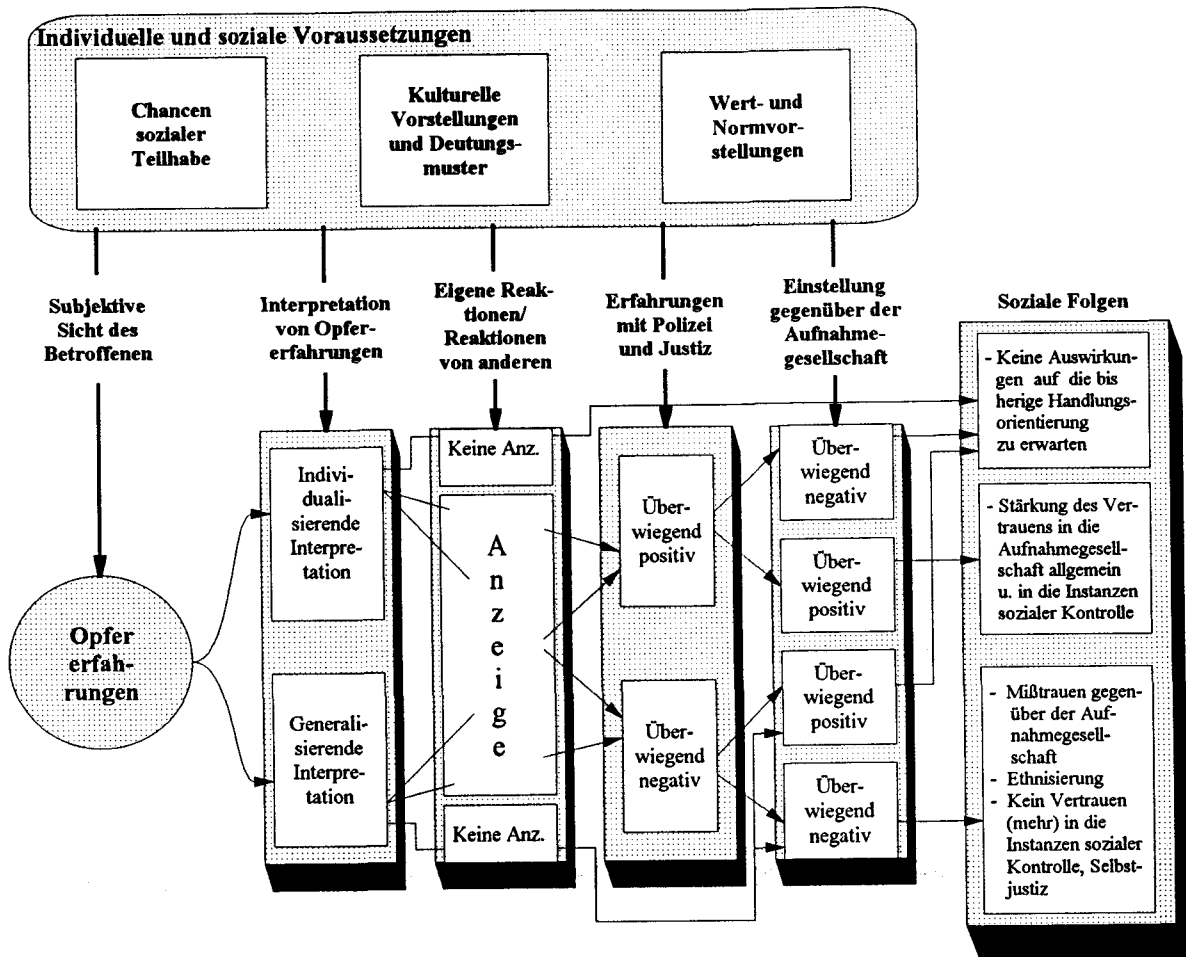 Individuelle und soziale Voraussetzungen
Chancen
sozialer
Teilhabe
Kulturelle
Vorstellungen
und Deutungs-
muster
Wert- und
Normvor-
stellungen
Subjektive
Sicht des
Betroffenen
Interpretation
von Opfer-
erfahrungen
Eigene Reak-
tionen/
Reaktionen
von anderen
Erfahrungen
mit Polizei
und Justiz
Einstellung
gegenüber der
Aufnahme-
gesellschaft
Soziale Folgen
Opfer
erfah-
rungen
Individu-
alisierende
Interpre-
tation
Generali-
sierende
Interpre-
tation
Keine Anz.
A
n
z
e
i
g
e
Keine Anz.
Über-
wiegend
positiv
Über-
wiegend
negativ
Über-
wiegend
negativ
Über-
wiegend
positiv
Über-
wiegend
positiv
Über-
wiegend
negativ
- Keine Auswirkun-
gen auf die bis
herige Handlungs-
orientierung
zu erwarten
- Stärkung des Ver-
trauens in die
Aufnahmegesell-
schaft allgemein
u. in die Instanzen
sozialer Kontrolle
- Mißtrauen gegen-
über der Auf-
nahmegesell-
schaft
- Ethnisierung
- Kein Vertrauen
(mehr) in die
Instanzen sozialer
Kontrolle, Selbst-
justiz